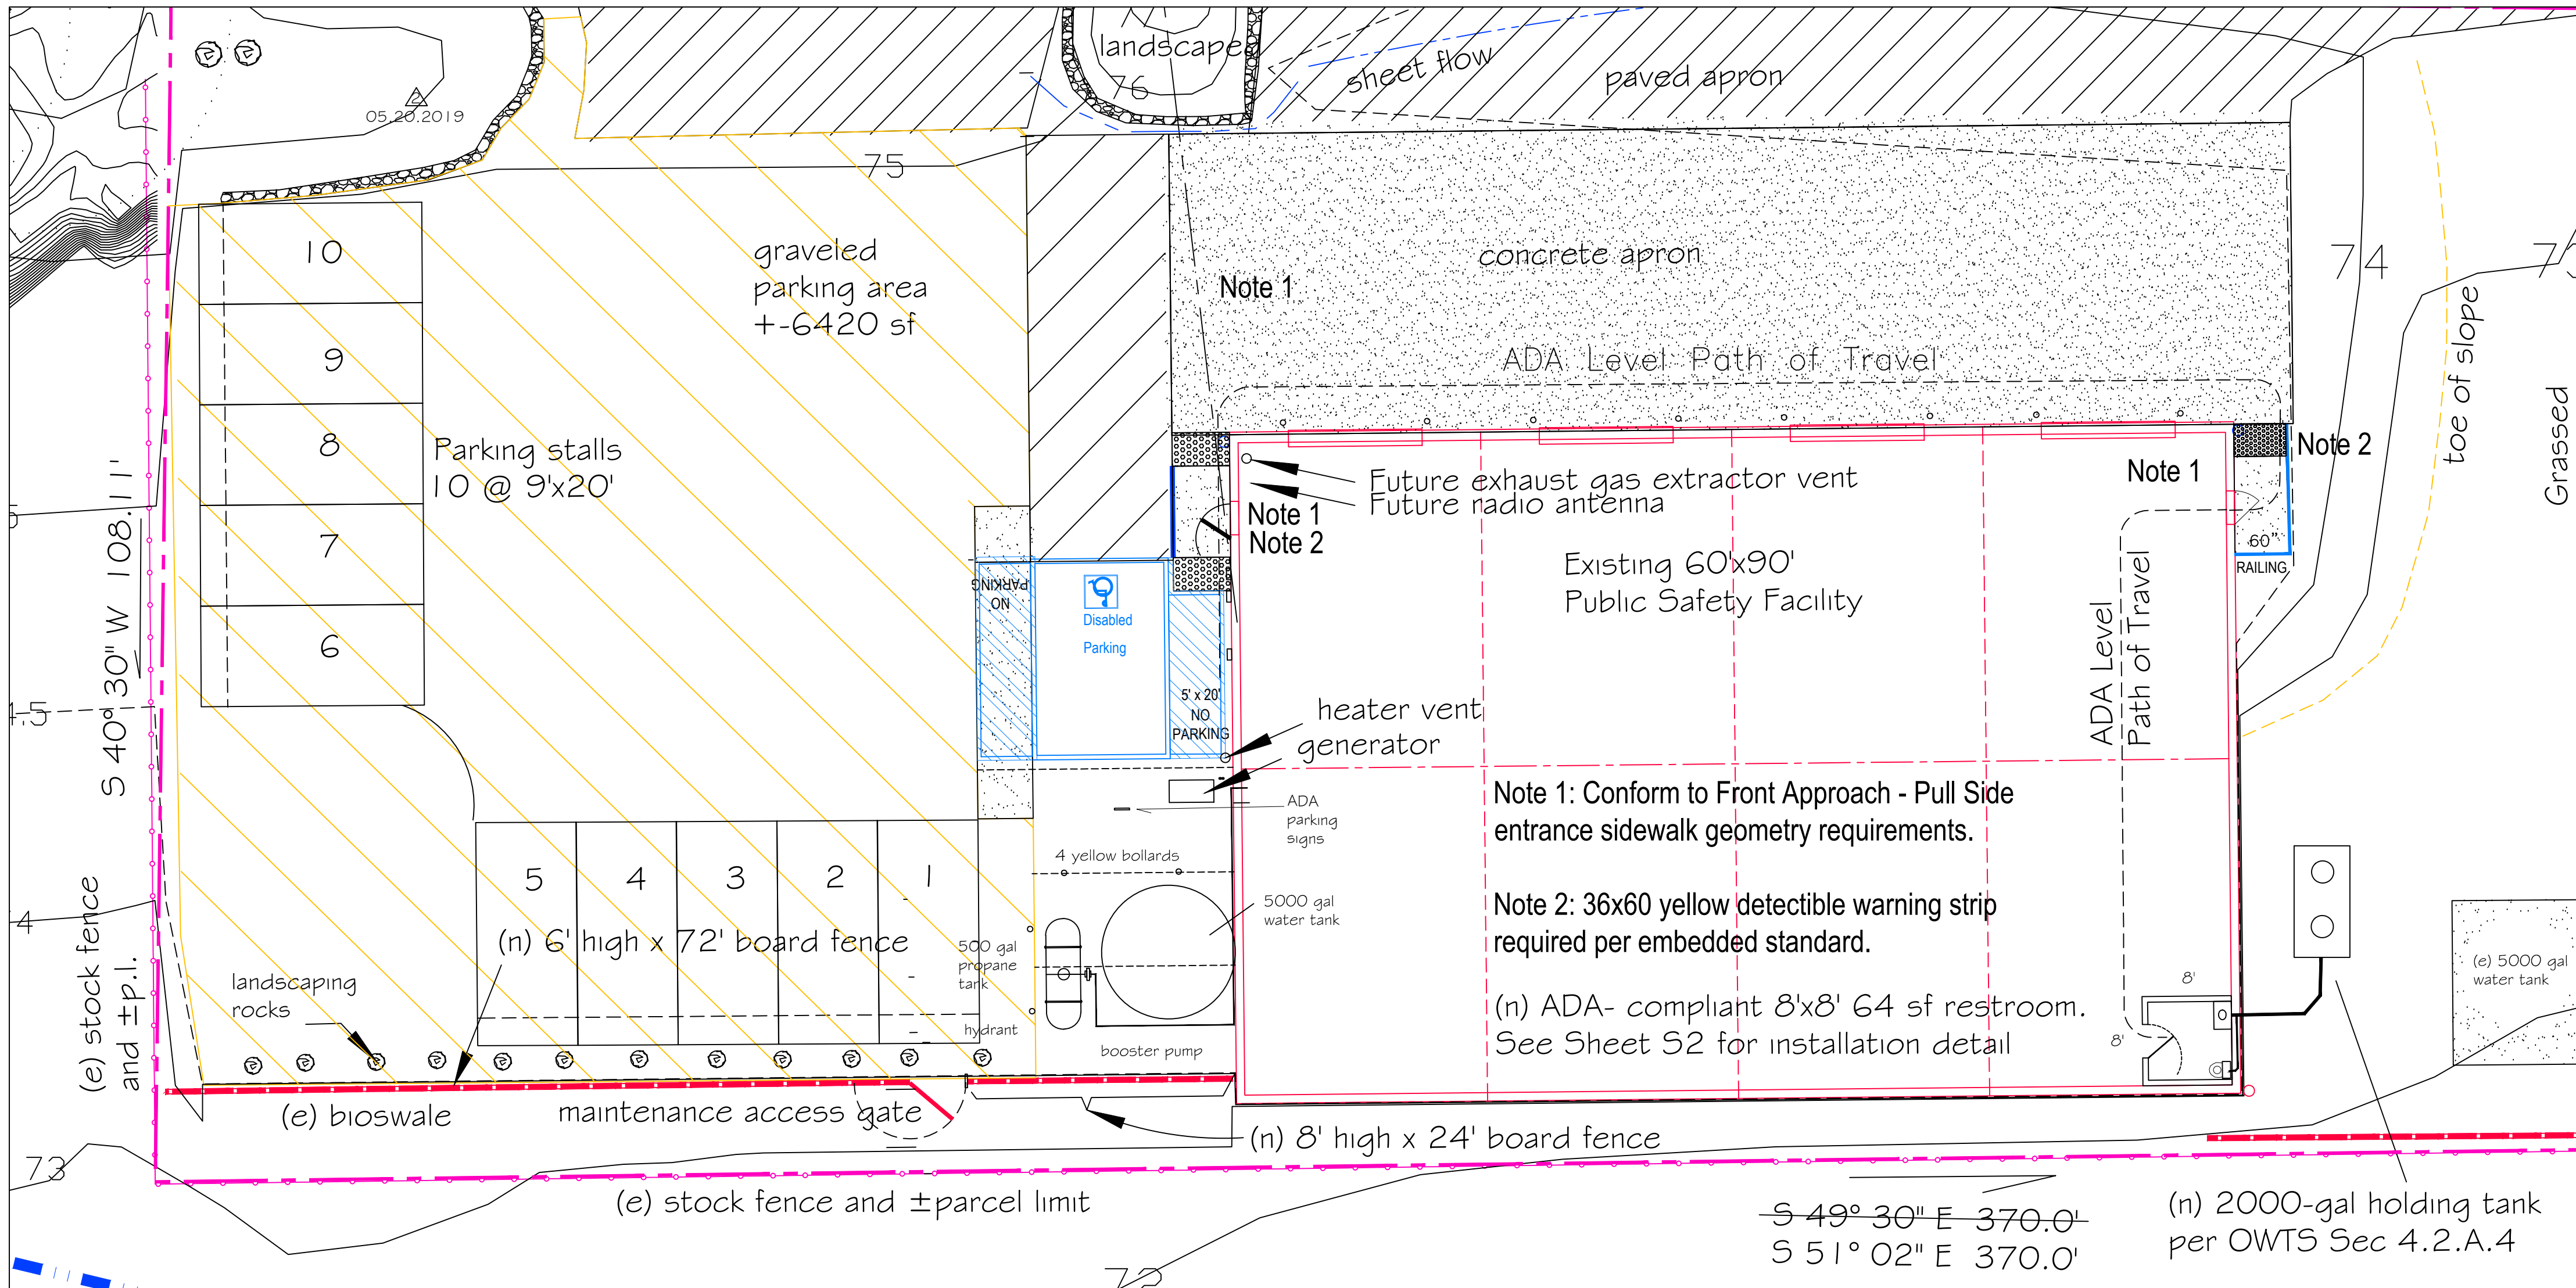 landscaped
76
sheet flow
paved apron
2
05.20.2019
75
graveled
parking area
+-6420 sf
concrete apron
Note 1
74
toe of slope
Grassed
ADA Level Path of Travel
10
9
8
7
6
Parking stalls
10 @ 9'x20'
S 40° 30" W 108.11'
Note 2
Note 1
Future exhaust gas extractor vent
Future radio antenna
Note 1
Note 2
60"
RAILING
Existing 60'x90'
Public Safety Facility
NO
PARKING
Disabled
Parking
5' x 20'
NO
PARKING
ADA Level
Path of Travel
heater vent
generator
ADA
parking
signs
Note 1: Conform to Front Approach - Pull Side
entrance sidewalk geometry requirements.
4 yellow bollards
5
4
3
2
1
5000 gal
water tank
Note 2: 36x60 yellow detectible warning strip
required per embedded standard.
(n) 6' high x 72' board fence
500 gal
propane
tank
(e) stock fence
and ±p.l.
landscaping
rocks
hydrant
booster pump
(n) ADA- compliant 8'x8' 64 sf restroom.
See Sheet S2 for installation detail
8'
8'
(e) 5000 gal
water tank
(e) bioswale
maintenance access gate
(n) 8' high x 24' board fence
73
(e) stock fence and ±parcel limit
S 49° 30" E 370.0'
S 51° 02" E 370.0'
(n) 2000-gal holding tank
per OWTS Sec 4.2.A.4
72